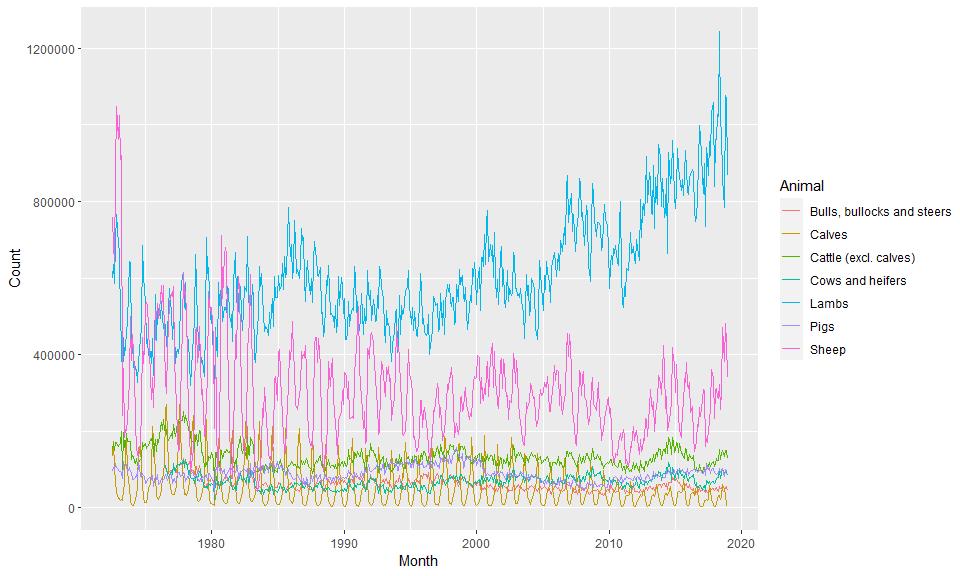 1200000
800000
400000
0
Count
1980
1990
2000
2010
2020
Month
Animal
Bulls, bullocks and steers
Calves
Cattle (excl. calves)
Cows and heifers
Lambs
Pigs
Sheep